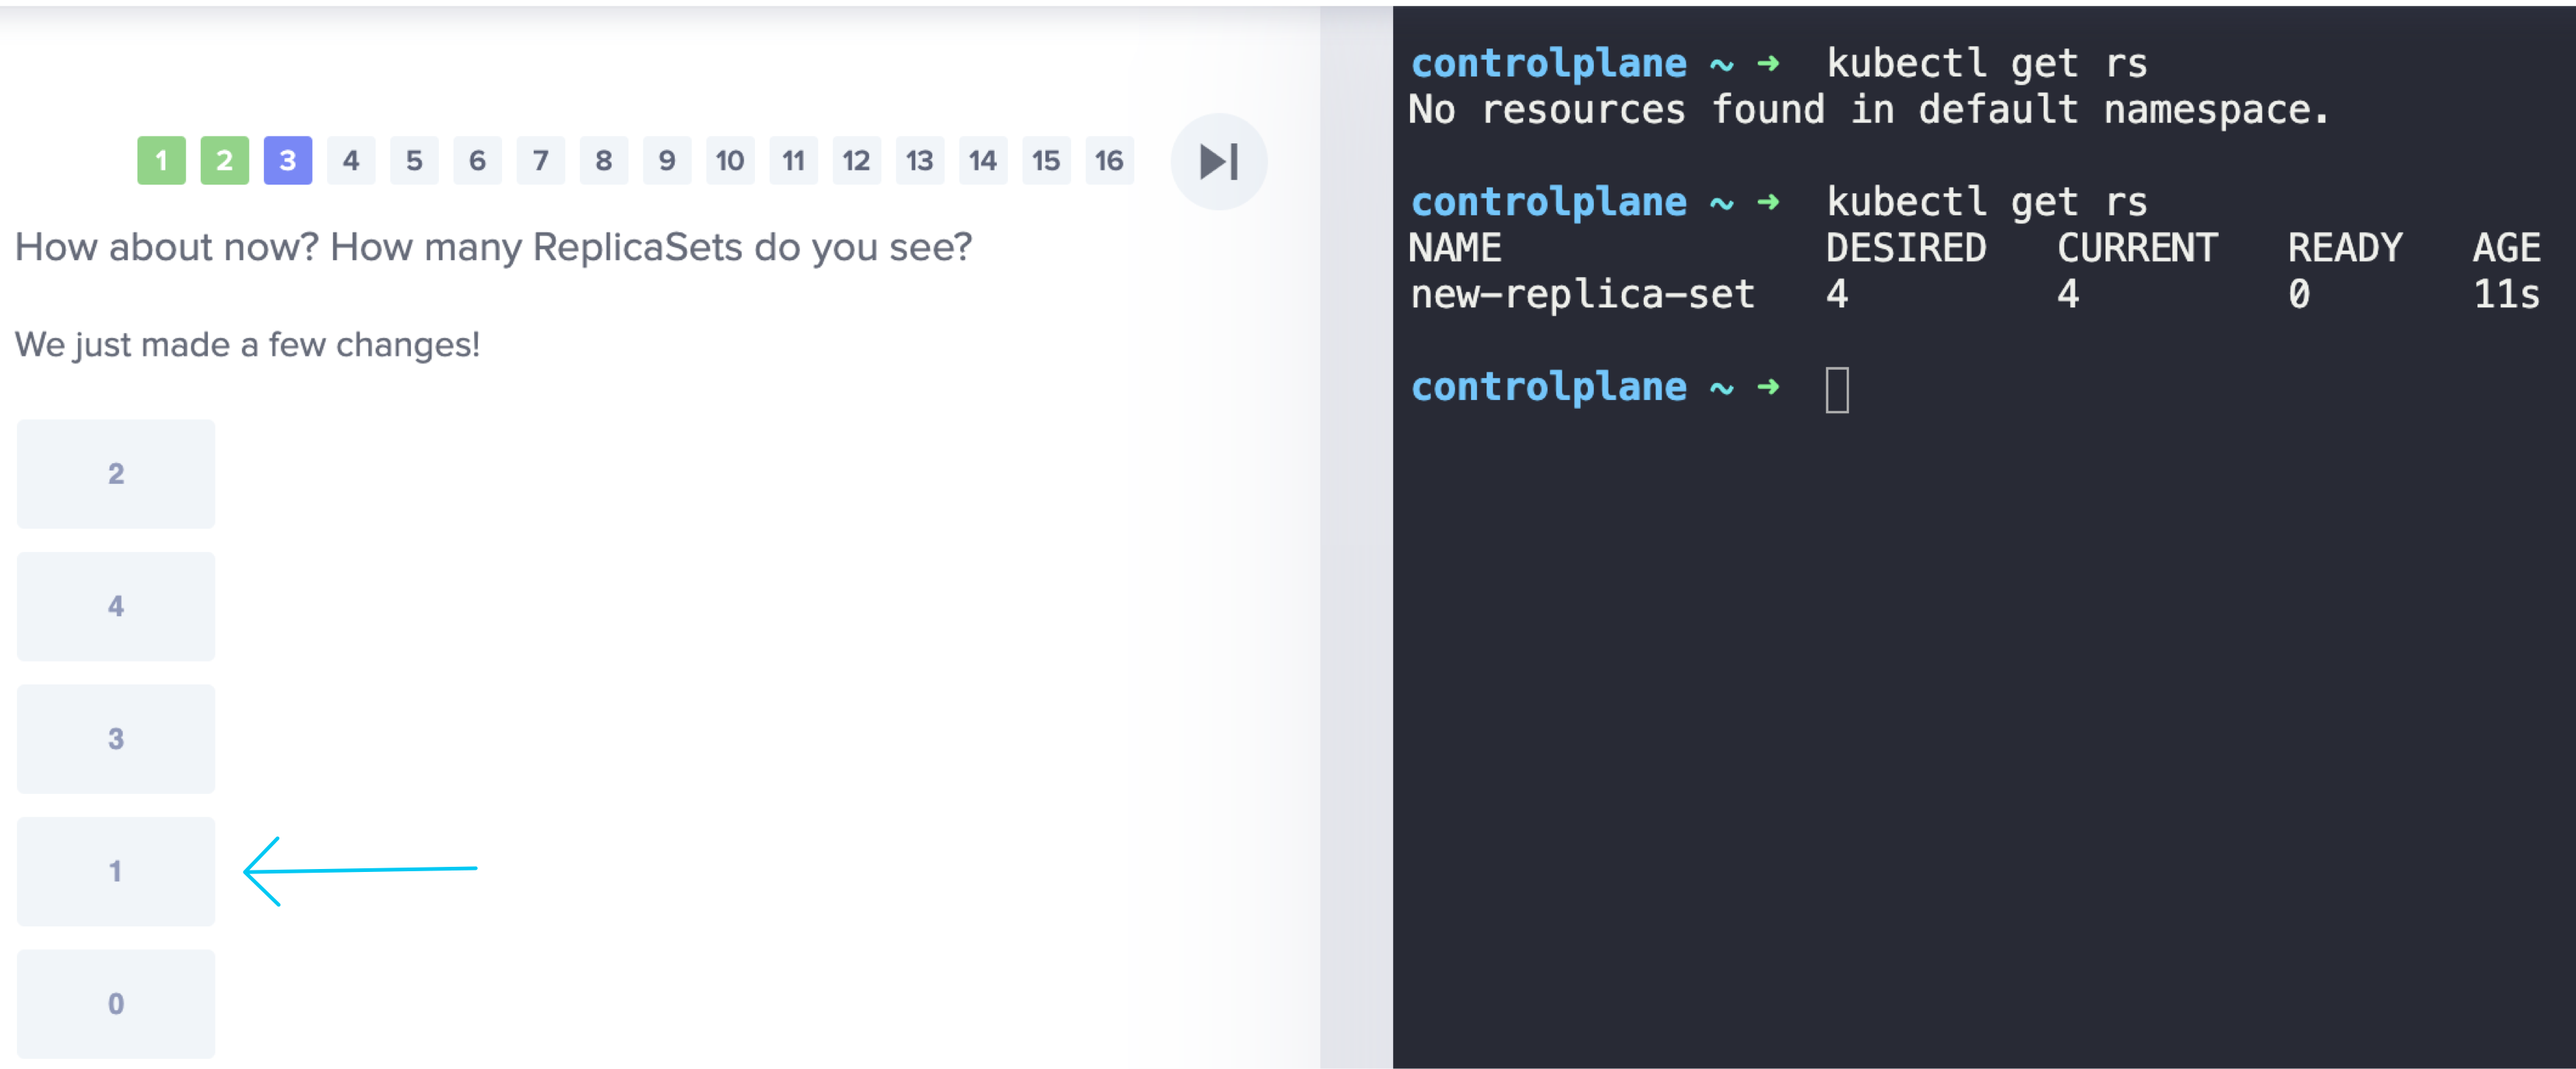 1 2 3 4 5 6 7 8 9 10 11 12 13 14 15 16
How about now? How many ReplicaSets do you see?
We just made a few changes!
2
4
3
1
0
controlplane ~ ➜ kubectl get rs
No resources found in default namespace.
controlplane ~ ➜ kubectl get rs
NAME DESIRED CURRENT READY AGE
new-replica-set 4 4 0 11s
controlplane ~ ➜